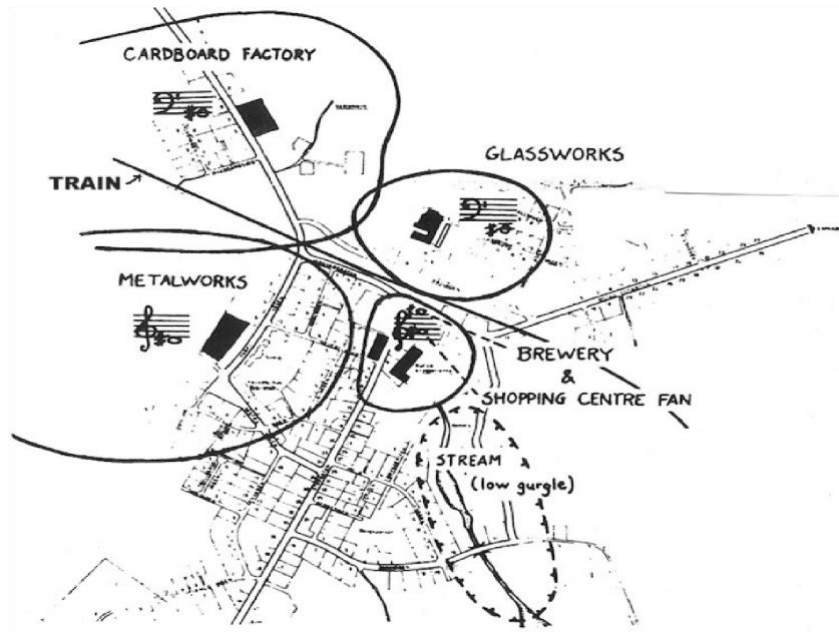 CARDBOARD FACTORY
GLASSWORKS
TRAIN
METALWORKS
BREWERY
&
SHOPPING CENTRE FAN
STREAM
(low gurgle)